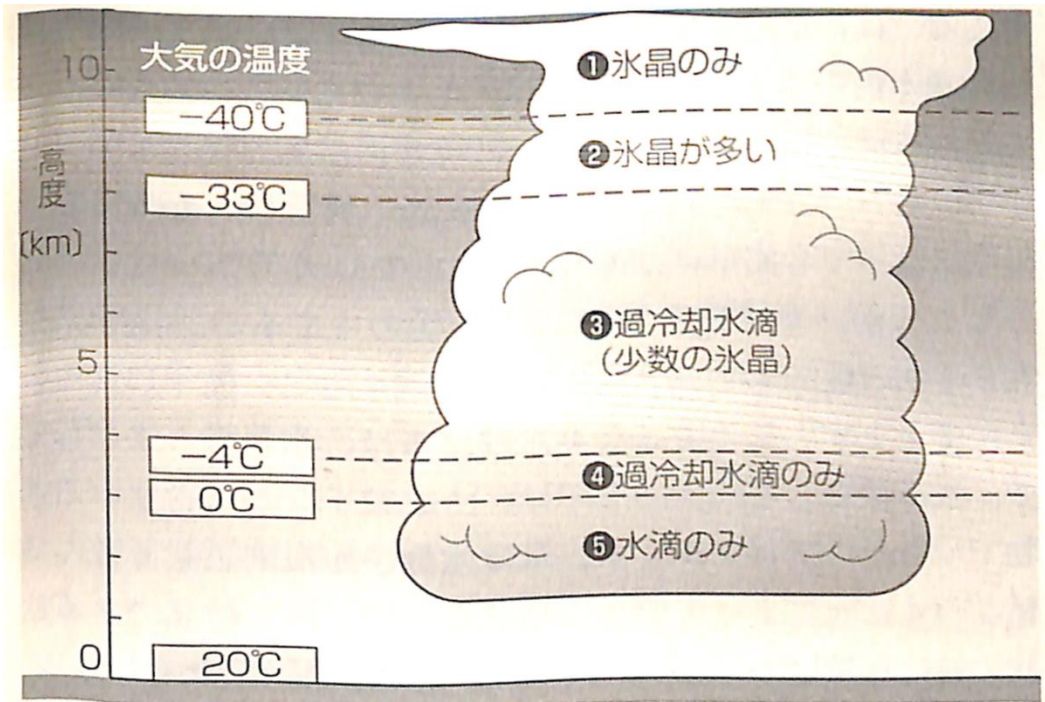 大気の温度
10
❶氷晶のみ
−40℃
❷氷晶が多い
高度
−33℃
(km)
❸過冷却水滴
(少数の氷晶)
5
−4℃
❹過冷却水滴のみ
0℃
❺水滴のみ
0
20℃